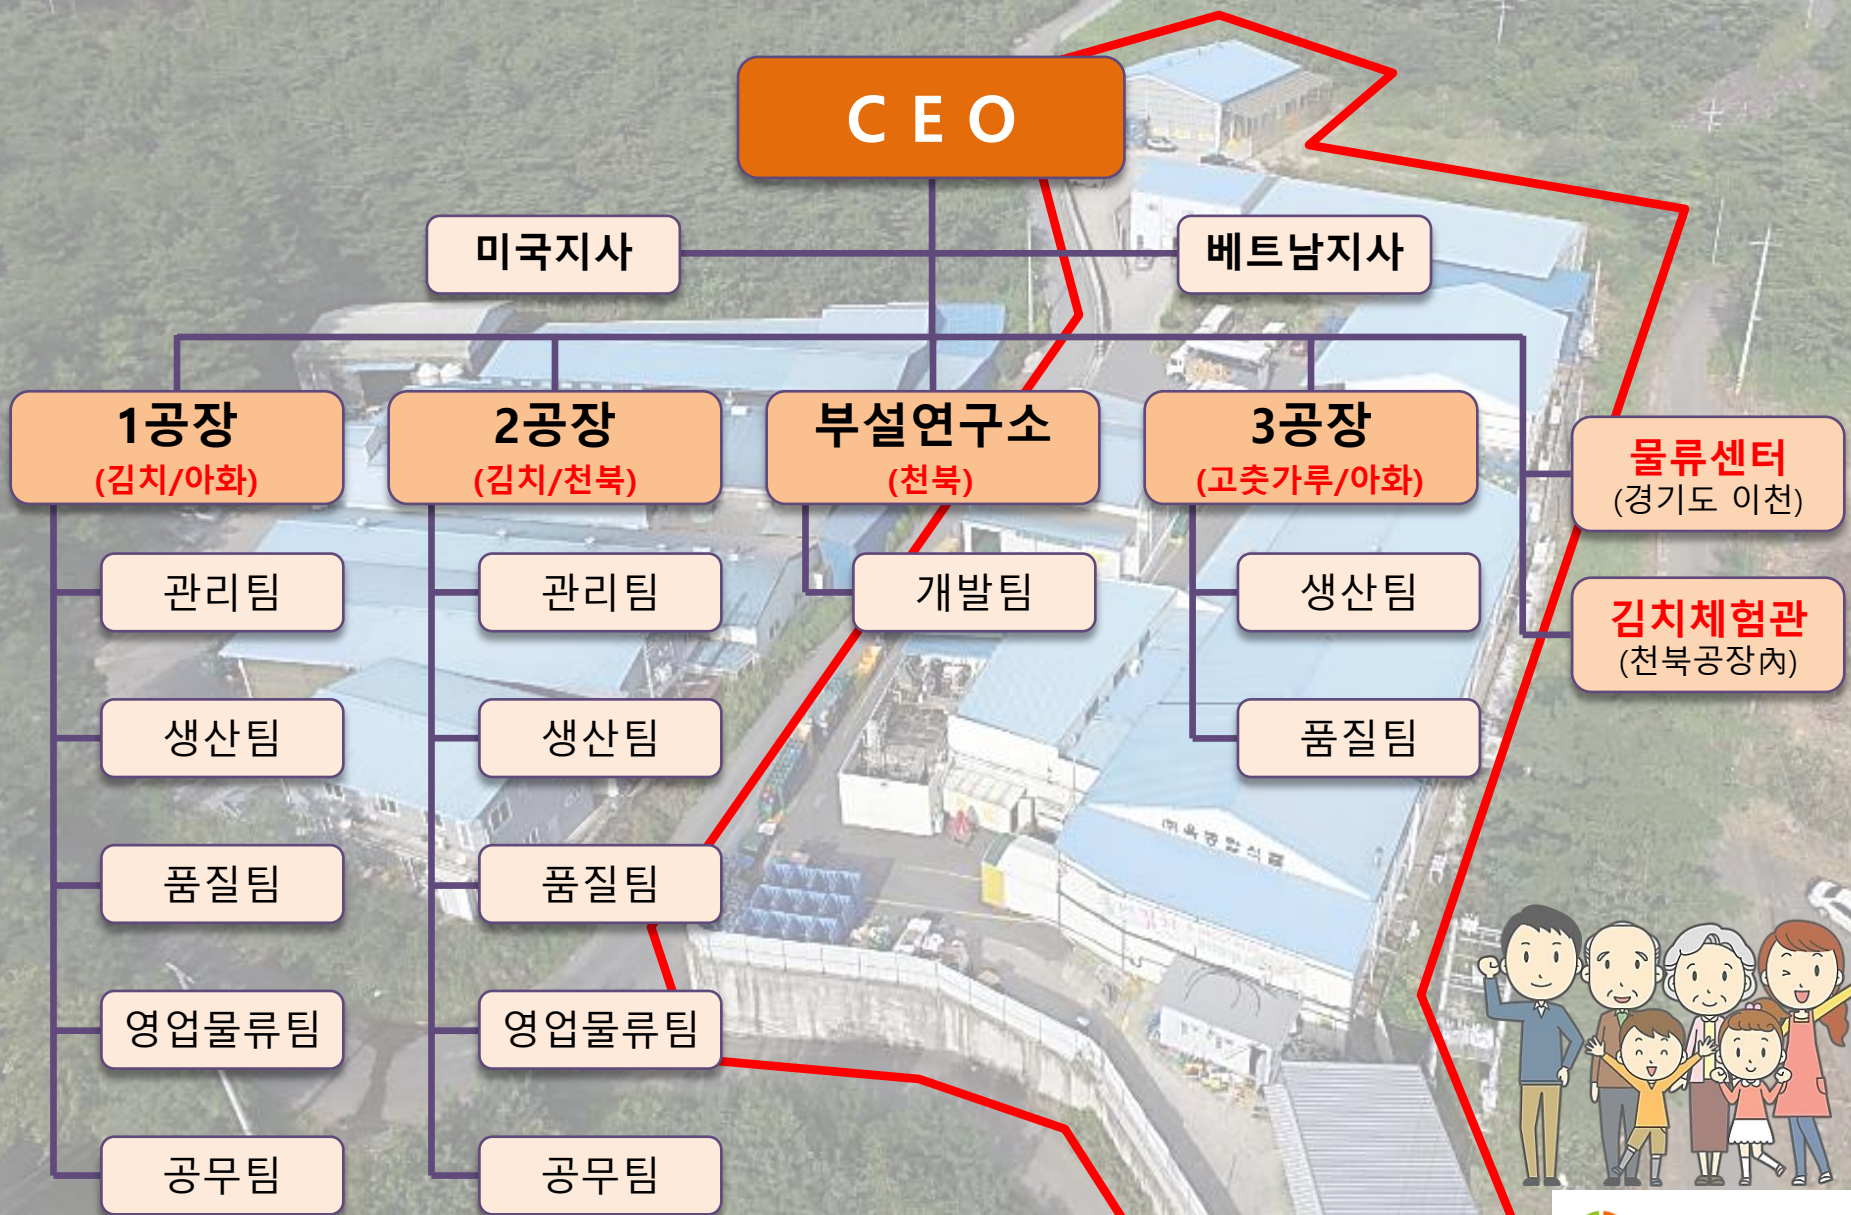 C E O
미국지사
베트남지사
1공장
(김치/아화)
2공장
(김치/천북)
부설연구소
(천북)
3공장
(고춧가루/아화)
물류센터
(경기도 이천)
관리팀
관리팀
개발팀
생산팀
김치체험관
(천북공장內)
생산팀
생산팀
품질팀
품질팀
품질팀
영업물류팀
영업물류팀
공무팀
공무팀